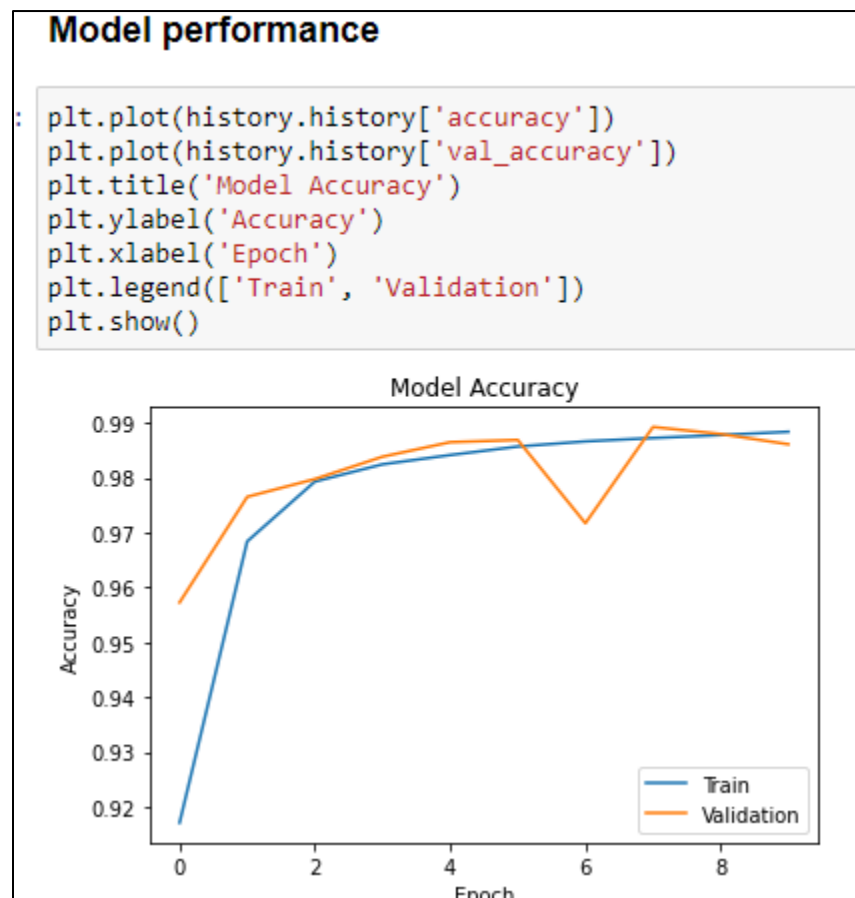 Model performance
: plt.plot(history.history['accuracy'])
plt.plot(history.history['val_accuracy'])
plt.title('Model Accuracy')
plt.ylabel('Accuracy')
plt.xlabel('Epoch')
plt.legend(['Train', 'Validation'])
plt.show()
Model Accuracy
0.99
0.98
0.97
0.96
0.95
0.94
0.93
0.92
Accuracy
Train
Validation
0 2 4 6 8
Epoch